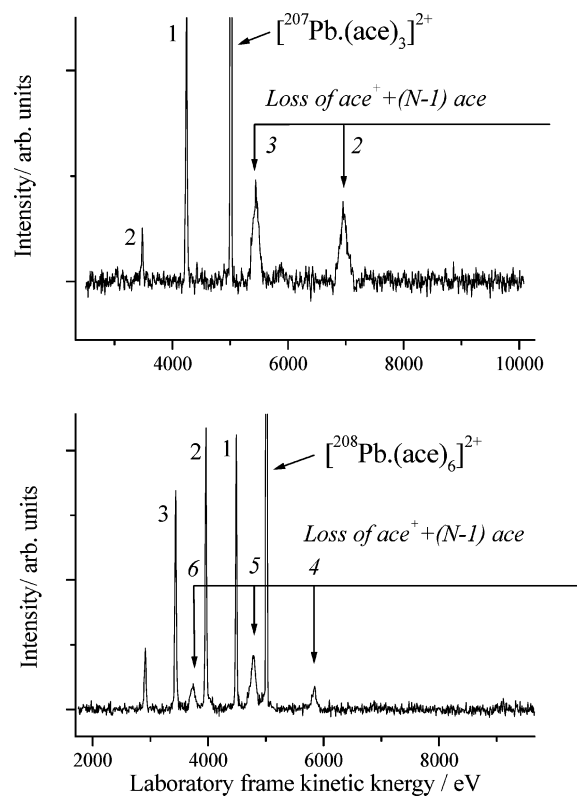 1
[²⁰⁷Pb.(ace)₃]²⁺
Loss of ace⁺+(N-1) ace
3
2
2
Intensity/ arb. units
4000 6000 8000 10000
2
1
[²⁰⁸Pb.(ace)₆]²⁺
3
Loss of ace⁺+(N-1) ace
6
5
4
Intensity/ arb. units
2000 4000 6000 8000
Laboratory frame kinetic knergy / eV